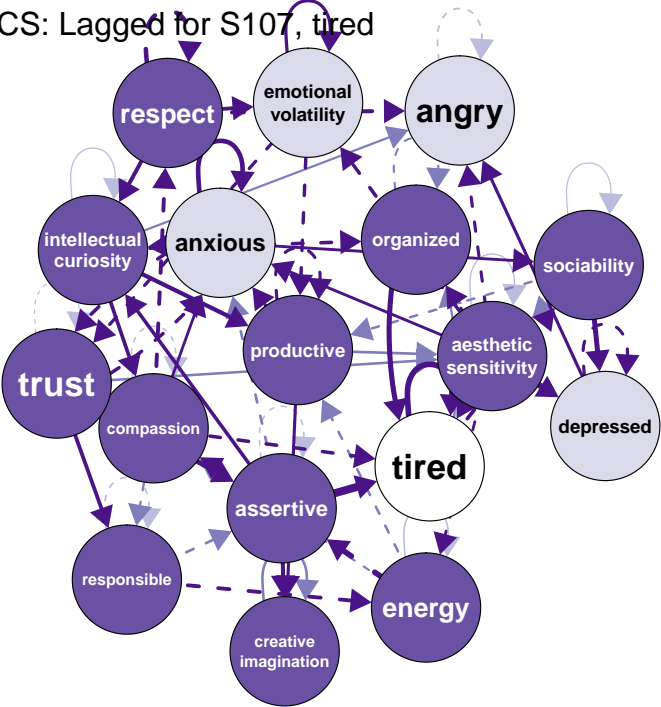 CS: Lagged for S107, tired
respect
emotional
volatility
angry
intellectual
curiosity
anxious
organized
sociability
trust
productive
aesthetic
sensitivity
compassion
depressed
tired
assertive
responsible
energy
creative
imagination